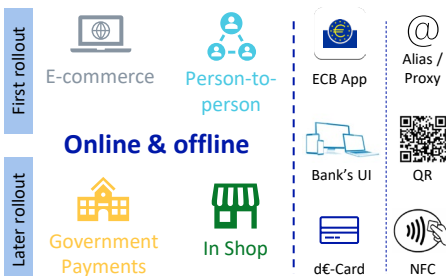 First rollout
E-commerce
Person-to-
person
Online & offline
Later rollout
Government
Payments
In Shop
ECB App
Bank's UI
d€-Card
@
Alias /
Proxy
QR
NFC